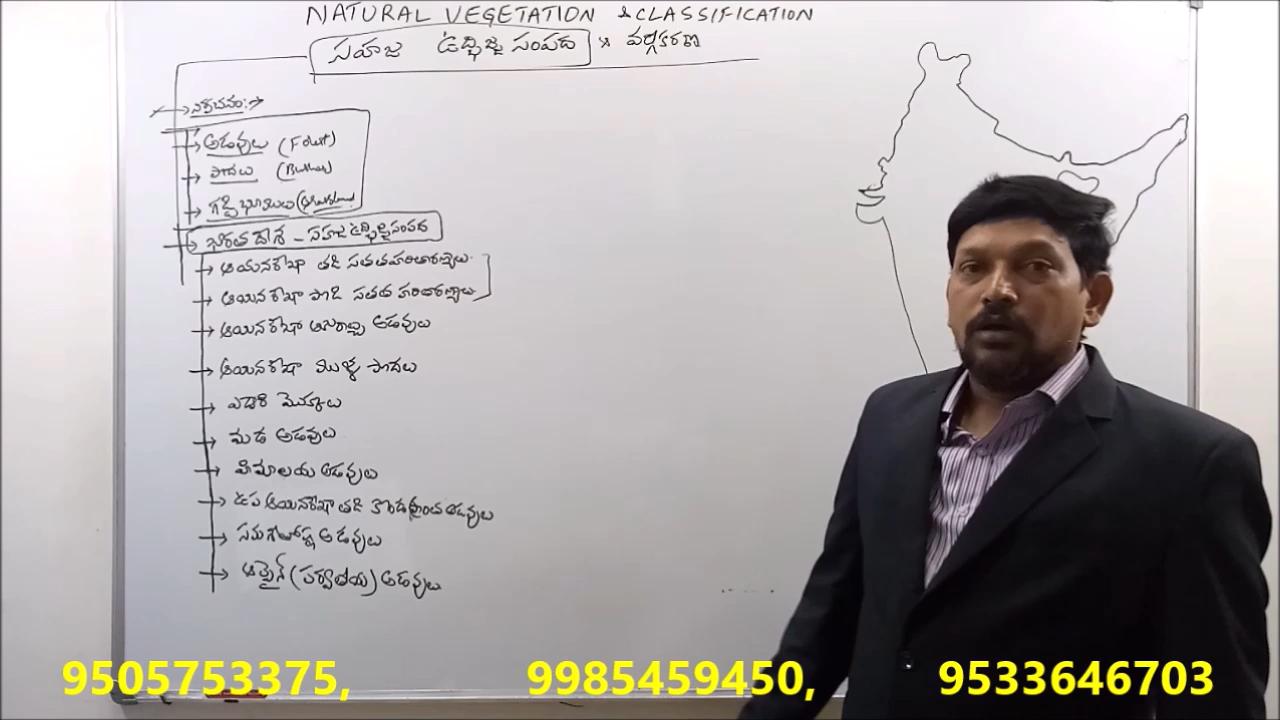 NATURAL VEGETATION & CLASSIFICATION
సహజ ఉద్భిజ్జ సంపద & వర్గీకరణ
నిర్వచనం:→
→ అడవులు (Forest)
→ పొదలు (Bushes)
→ గడ్డి భూములు (Grassland)
→ భారత దేశ - సహజ ఉద్భిజ్జ సంపద
→ ఆయనరేఖా తడి సతతహరితారణ్యాలు
→ ఆయనరేఖా పొడి సతత హరితారణ్యాలు
→ ఆయనరేఖా ఆకురాల్చు అడవులు
→ ఆయనరేఖా ముళ్ళ పొదలు
→ ఎడారి మొక్కలు
→ మడ అడవులు
→ హిమాలయ అడవులు
→ ఉప ఆయనరేఖా తడి కొండప్రాంత అడవులు
→ సమశీతోష్ణ అడవులు
→ ఆల్పైన్ (పర్వతీయ) అడవులు
9505753375, 9985459450, 9533646703